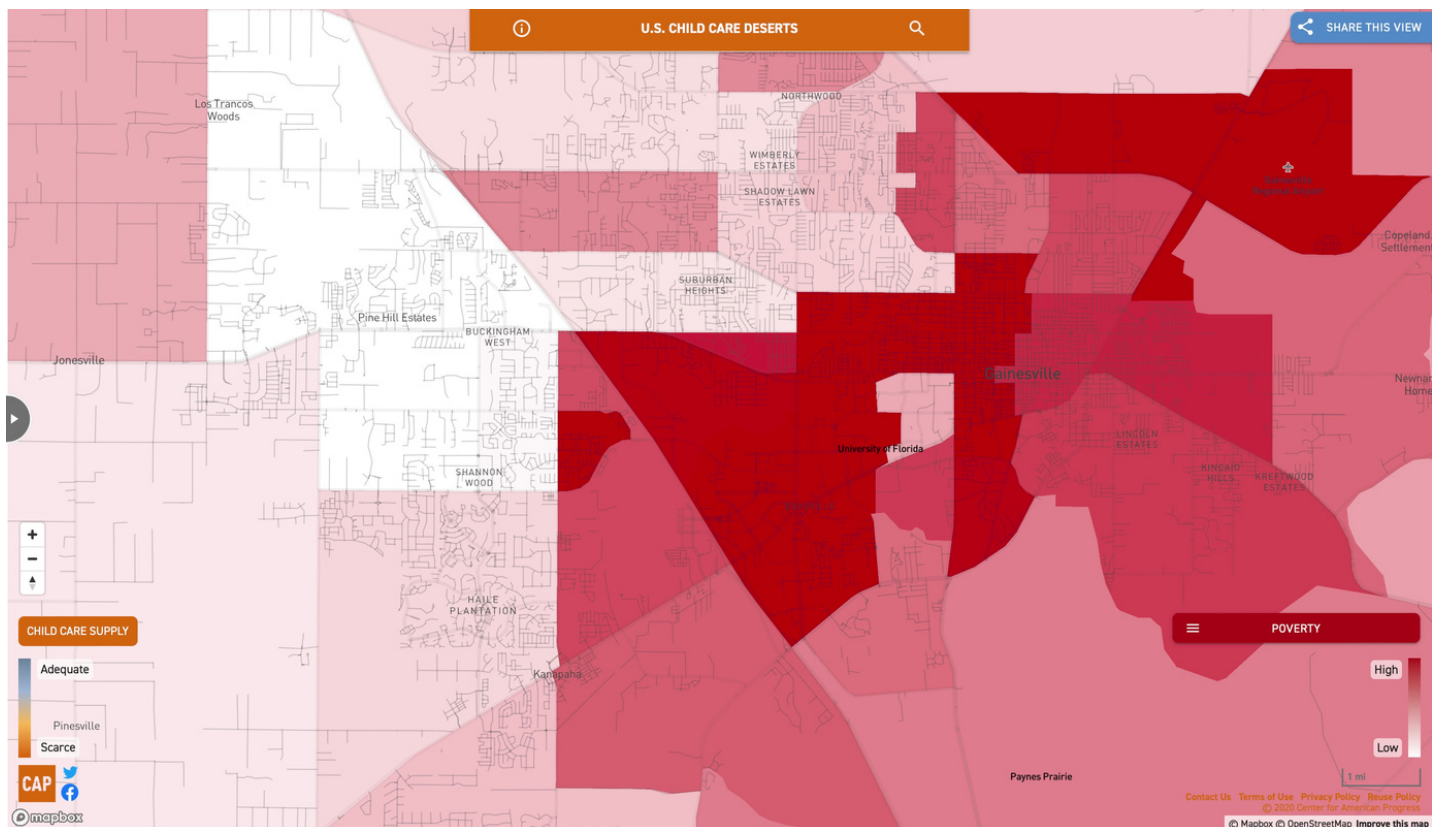 U.S. CHILD CARE DESERTS
SHARE THIS VIEW
Los Trancos
Woods
NORTHWOOD
WIMBERLY
ESTATES
SHADOW LAWN
ESTATES
Copeland
Settlement
SUBURBAN
HEIGHTS
Pine Hill Estates
BUCKINGHAM
WEST
Jonesville
Gainesville
Newnan
Home
University of Florida
LINCOLN
ESTATES
SHANNON
WOOD
KINCAID
HILLS
KREFTWOOD
ESTATES
HAILE
PLANTATION
CHILD CARE SUPPLY
POVERTY
Adequate
High
Kanapaha
Pinesville
Scarce
Low
CAP
Paynes Prairie
1 mi
Contact Us Terms of Use Privacy Policy Reuse Policy
© 2020 Center for American Progress
mapbox
© Mapbox © OpenStreetMap Improve this map